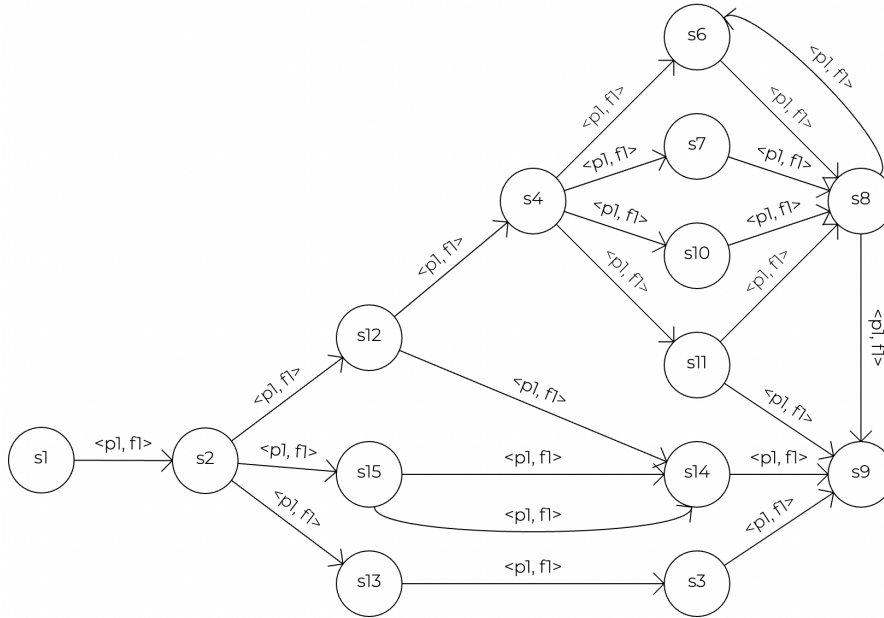 s6
<p1, f1>
<p1, f1>
<p1, f1>
s7
<p1, f1>
<p1, f1>
s4
s8
<p1, f1>
<p1, f1>
s10
<p1, f1>
<p1, f1>
<p1, f1>
s12
<p1, f1>
s11
<p1, f1>
<p1, f1>
<p1, f1>
s1
<p1, f1>
s2
<p1, f1>
s15
<p1, f1>
s14
<p1, f1>
s9
<p1, f1>
<p1, f1>
<p1, f1>
s13
<p1, f1>
s3